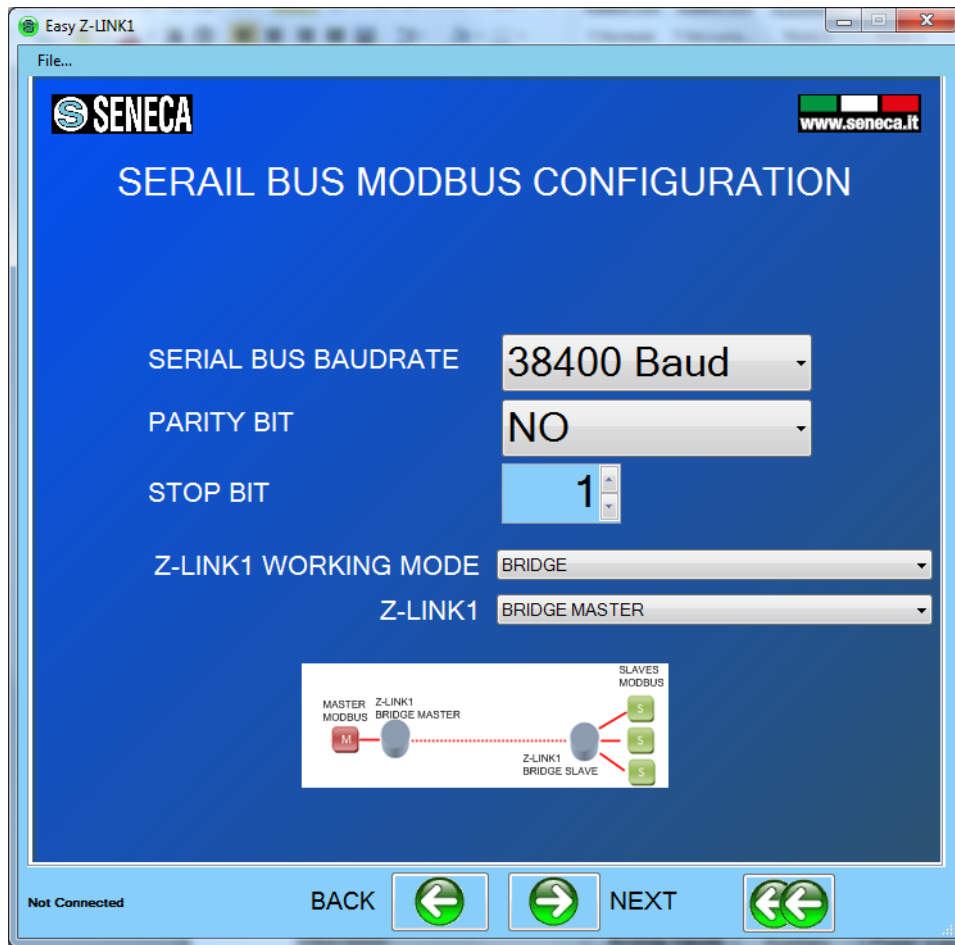 Easy Z-LINK1
File...
S SENECA
www.seneca.it
SERAIL BUS MODBUS CONFIGURATION
SERIAL BUS BAUDRATE 38400 Baud
PARITY BIT NO
STOP BIT 1
Z-LINK1 WORKING MODE BRIDGE
Z-LINK1 BRIDGE MASTER
SLAVES
MODBUS
MASTER Z-LINK1
MODBUS BRIDGE MASTER
S
M
S
Z-LINK1
BRIDGE SLAVE
S
Not Connected
BACK
NEXT